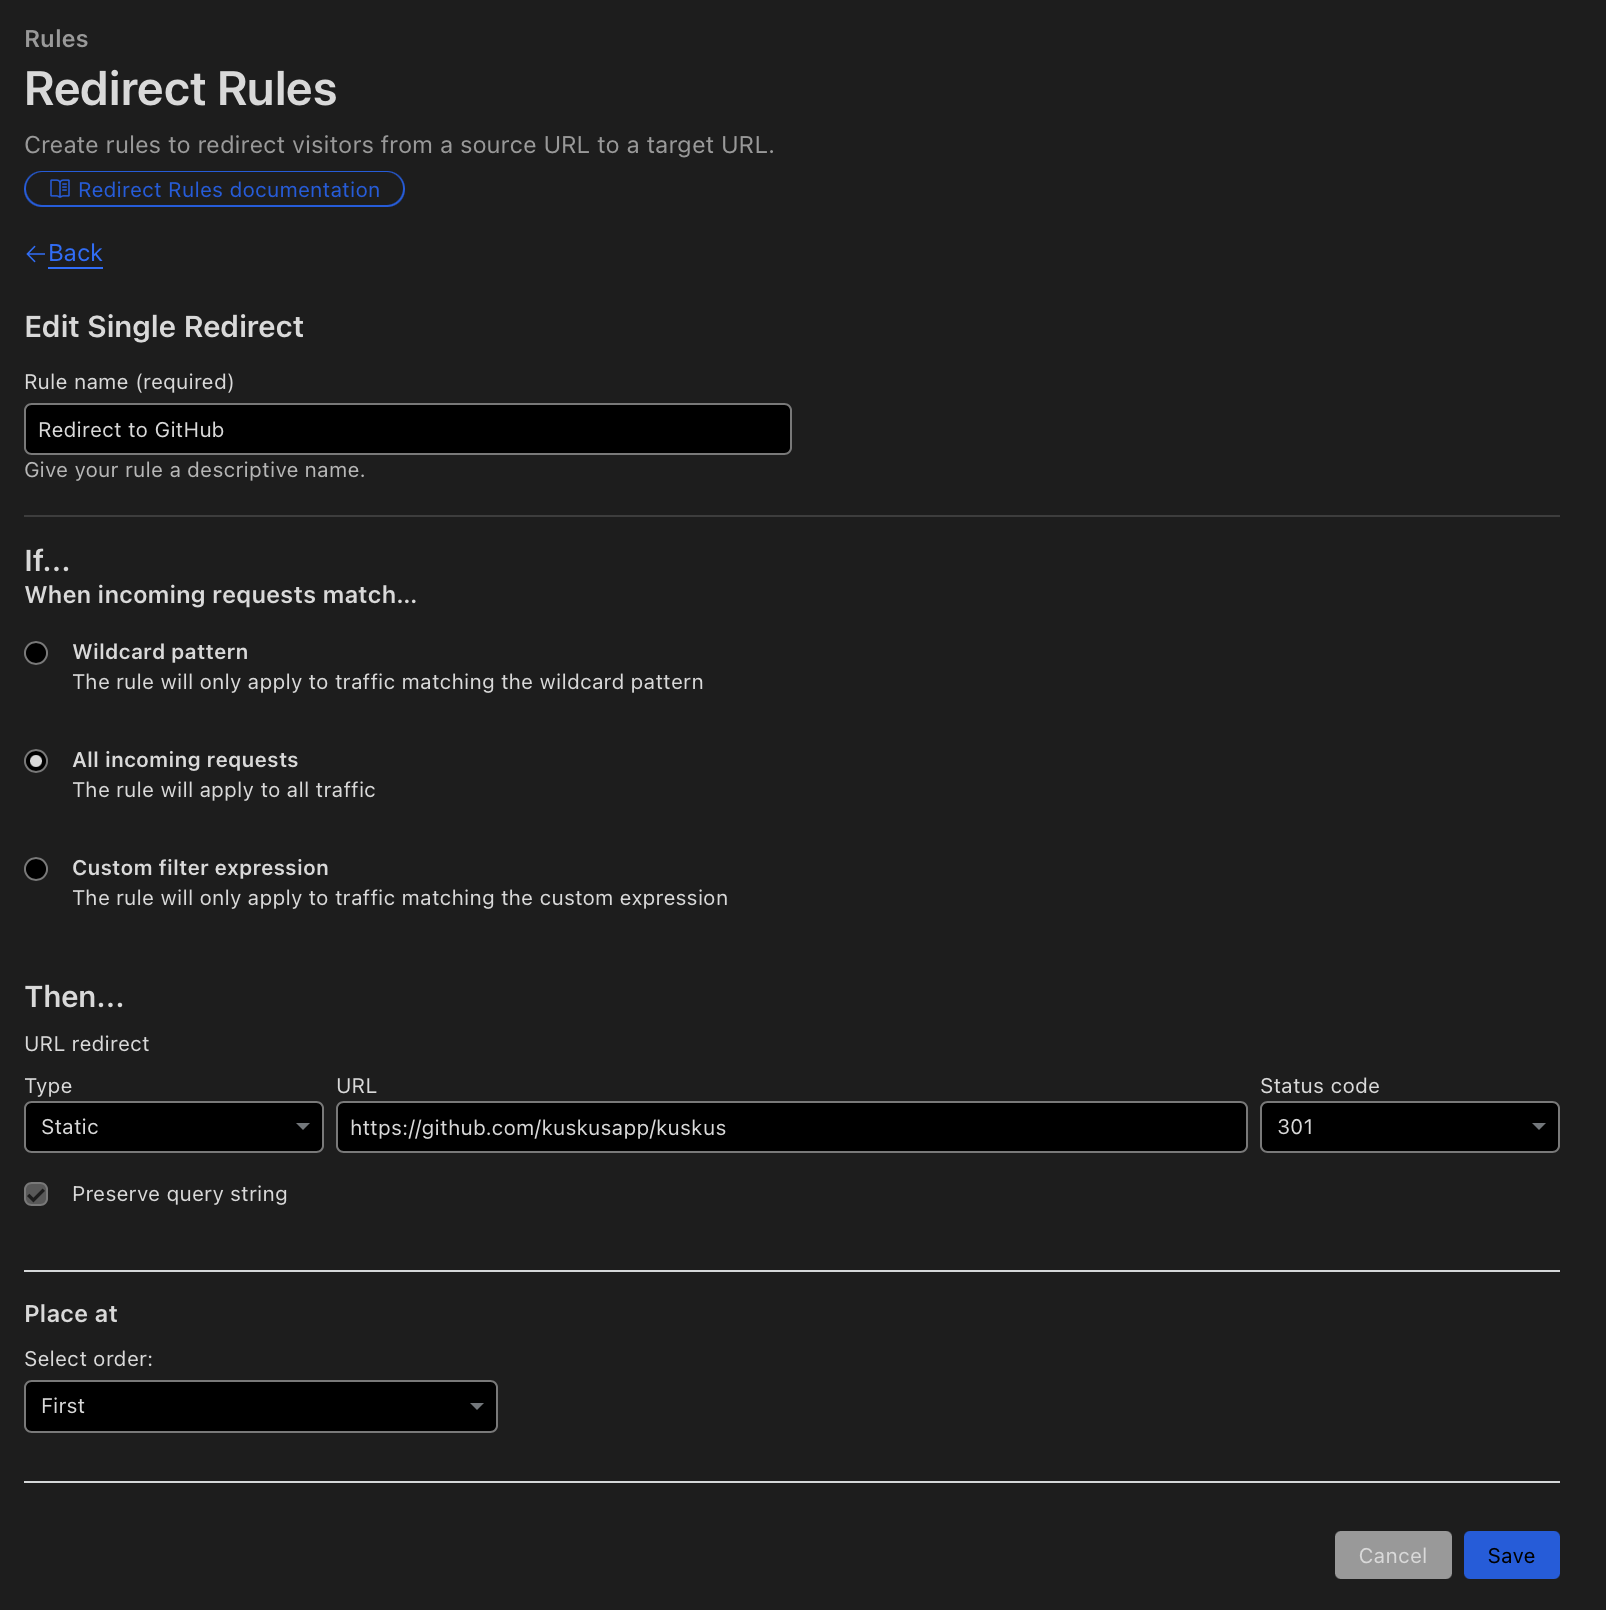 Rules
Redirect Rules
Create rules to redirect visitors from a source URL to a target URL.
Redirect Rules documentation
Back
Edit Single Redirect
Rule name (required)
Redirect to GitHub
Give your rule a descriptive name.
If...
When incoming requests match...
Wildcard pattern
The rule will only apply to traffic matching the wildcard pattern
All incoming requests
The rule will apply to all traffic
Custom filter expression
The rule will only apply to traffic matching the custom expression
Then...
URL redirect
Type URL Status code
Static https://github.com/kuskusapp/kuskus 301
Preserve query string
Place at
Select order:
First
Cancel Save